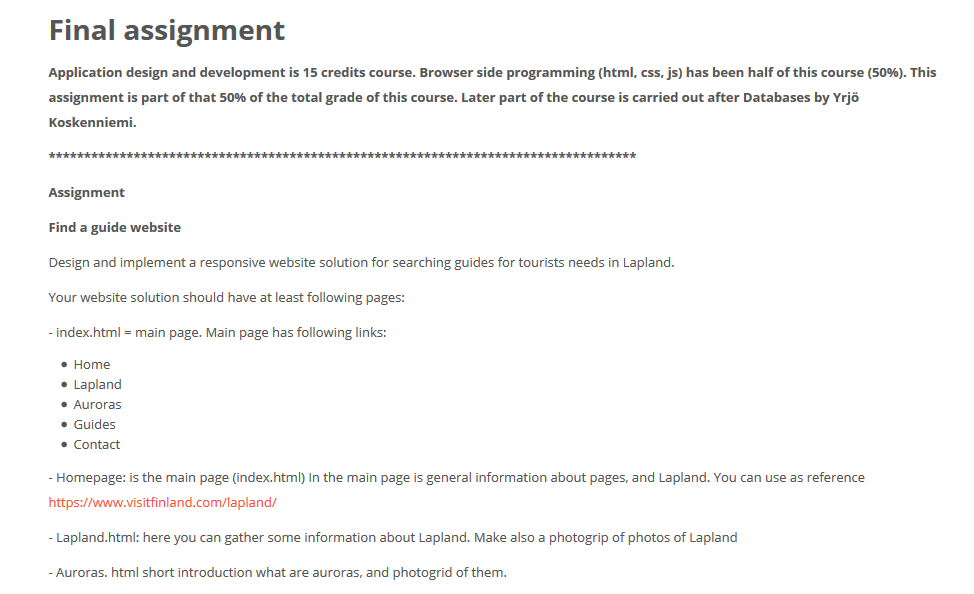 Final assignment
Application design and development is 15 credits course. Browser side programming (html, css, js) has been half of this course (50%). This
assignment is part of that 50% of the total grade of this course. Later part of the course is carried out after Databases by Yrjö
Koskenniemi.
***********************************************************************************
Assignment
Find a guide website
Design and implement a responsive website solution for searching guides for tourists needs in Lapland.
Your website solution should have at least following pages:
- index.html = main page. Main page has following links:
• Home
• Lapland
• Auroras
• Guides
• Contact
- Homepage: is the main page (index.html) In the main page is general information about pages, and Lapland. You can use as reference
https://www.visitfinland.com/lapland/
- Lapland.html: here you can gather some information about Lapland. Make also a photogrip of photos of Lapland
- Auroras. html short introduction what are auroras, and photogrid of them.